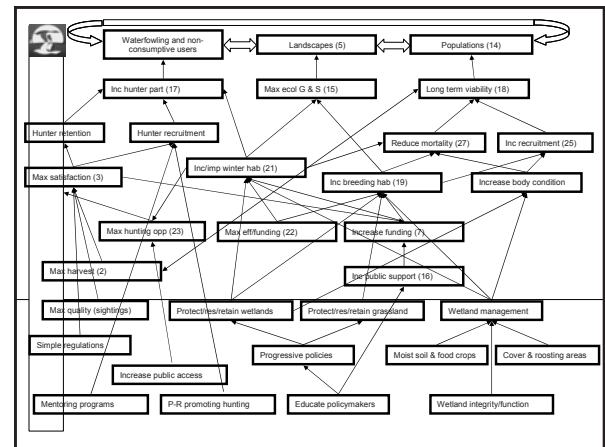 Waterfowling and non-
consumptive users
Landscapes (5)
Populations (14)
Inc hunter part (17)
Max ecol G & S (15)
Long term viability (18)
Hunter retention
Hunter recruitment
Reduce mortality (27)
Inc recruitment (25)
Inc/imp winter hab (21)
Max satisfaction (3)
Inc breeding hab (19)
Increase body condition
Max hunting opp (23)
Max eff/funding (22)
Increase funding (7)
Max harvest (2)
Inc public support (16)
Max quality (sightings)
Protect/res/retain wetlands
Protect/res/retain grassland
Wetland management
Simple regulations
Progressive policies
Moist soil & food crops
Cover & roosting areas
Increase public access
Mentoring programs
P-R promoting hunting
Educate policymakers
Wetland integrity/function